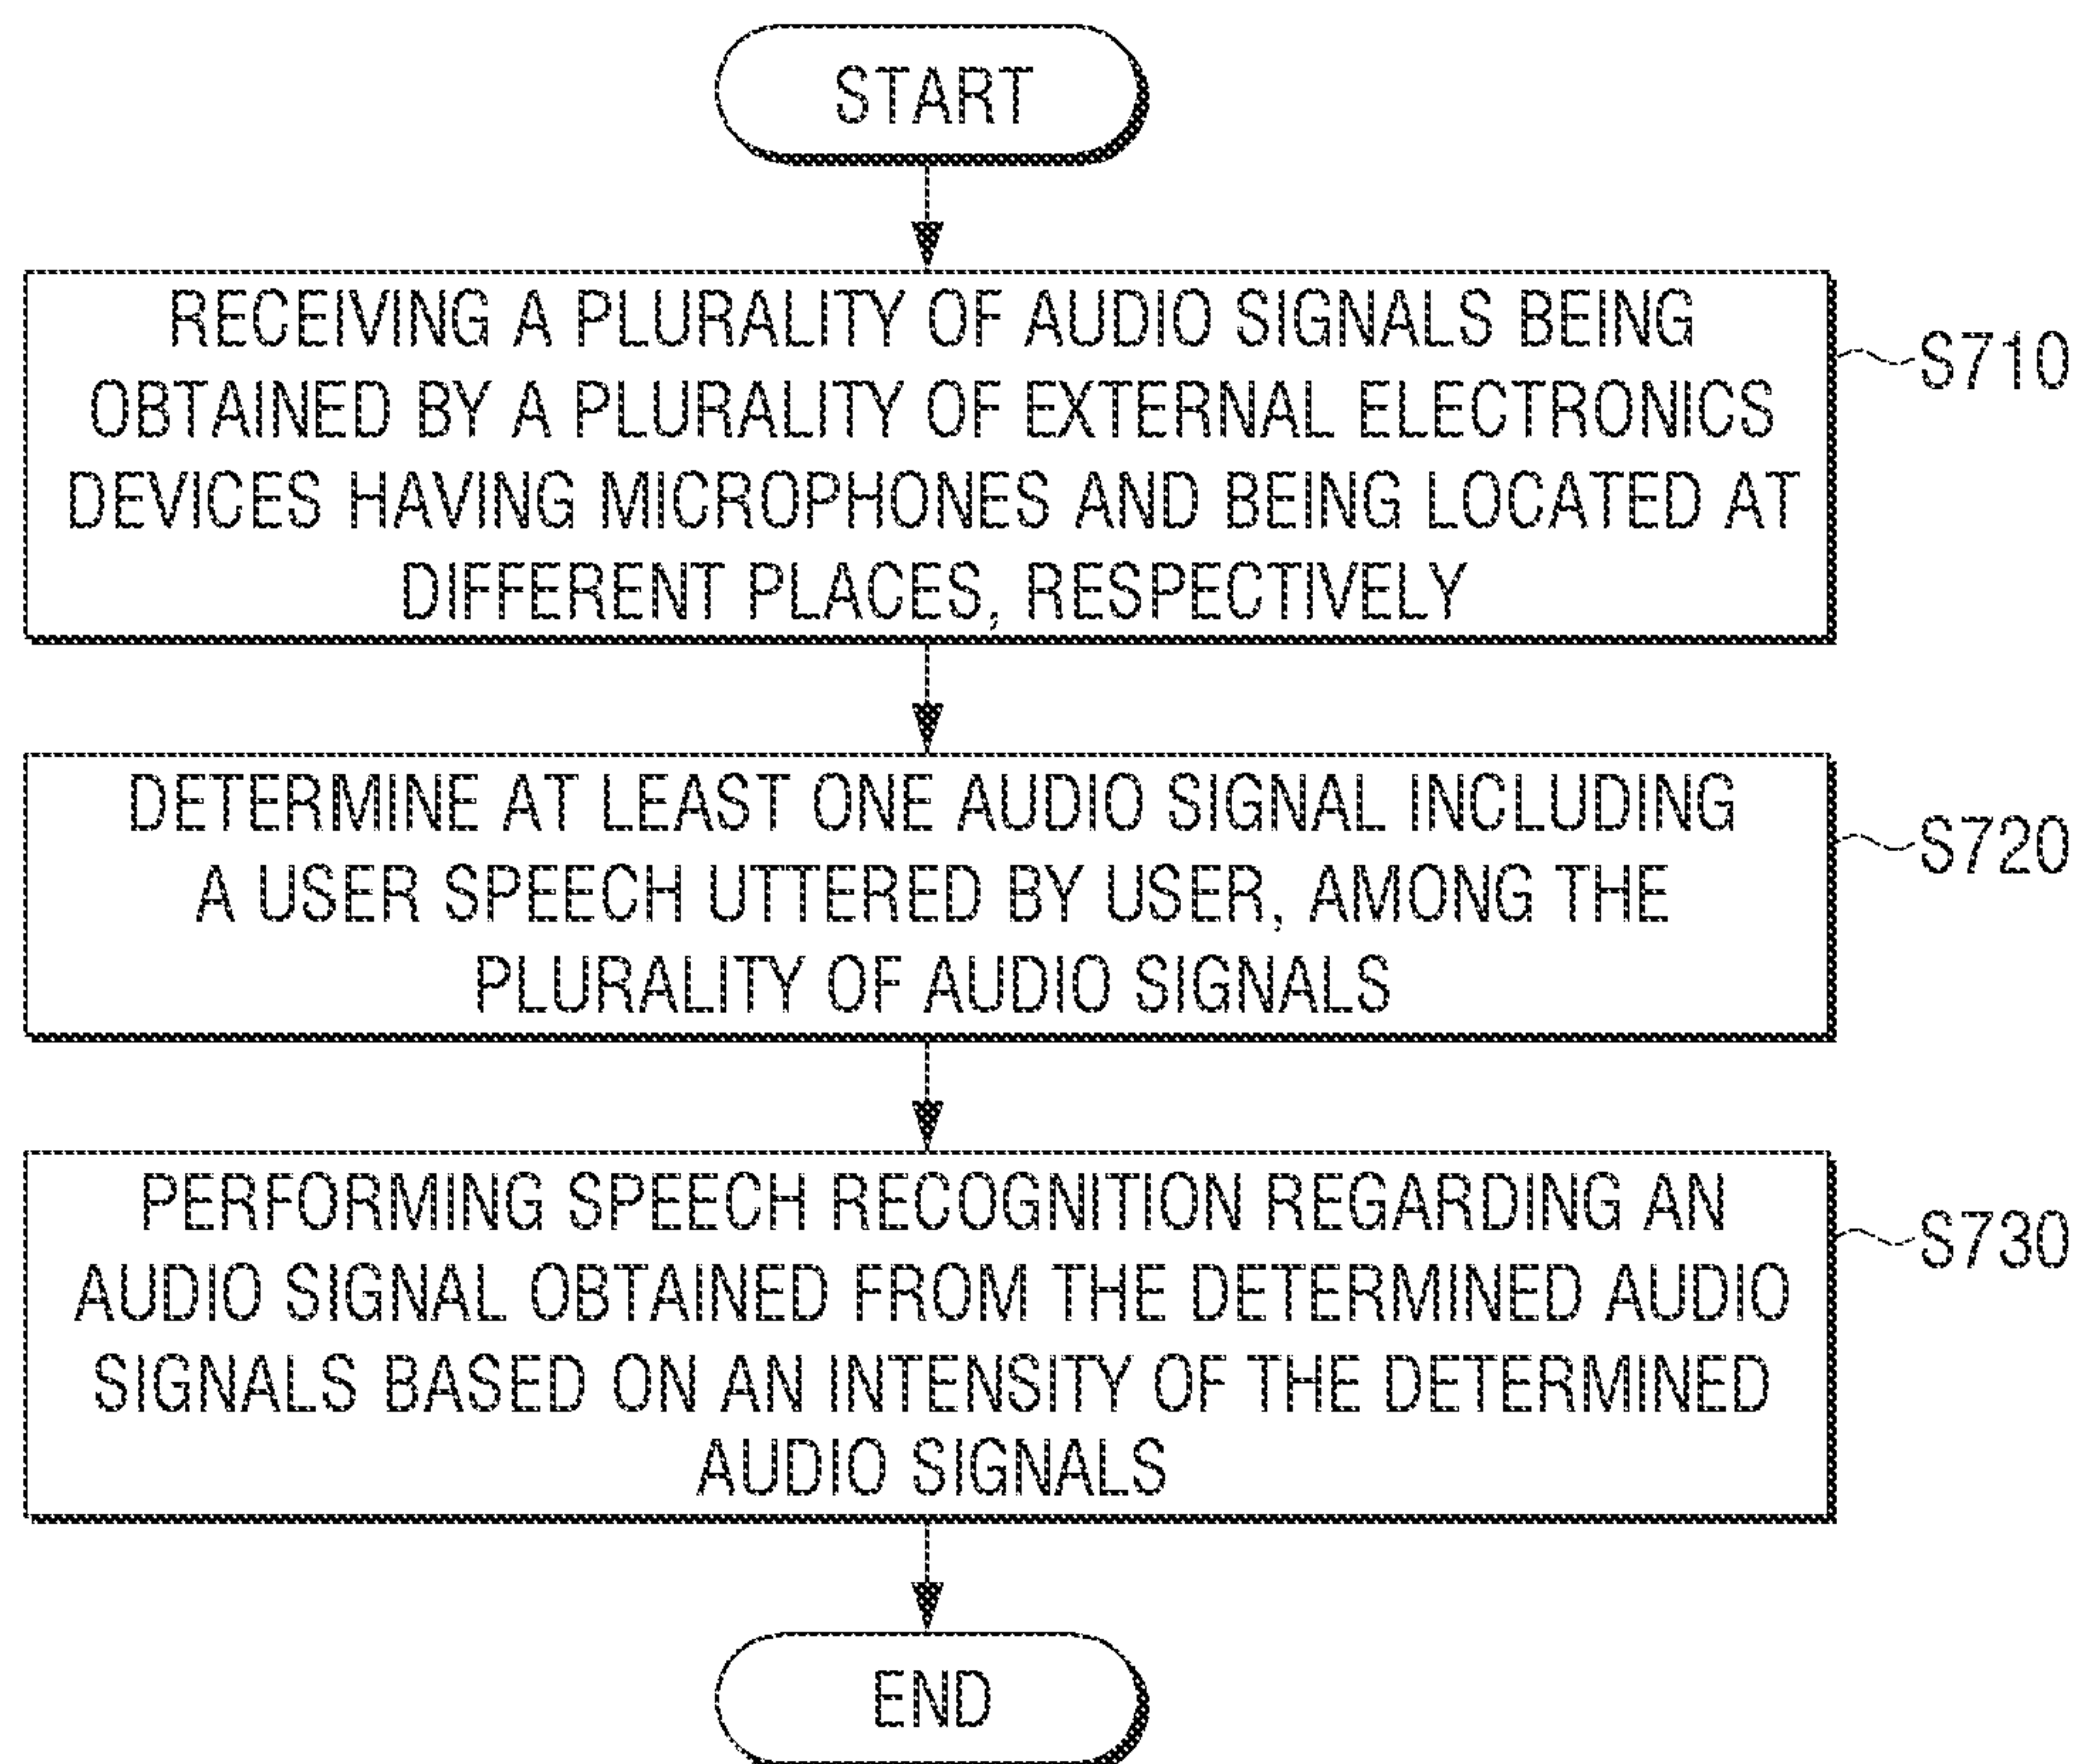 START
RECEIVING A PLURALITY OF AUDIO SIGNALS BEING
OBTAINED BY A PLURALITY OF EXTERNAL ELECTRONICS
DEVICES HAVING MICROPHONES AND BEING LOCATED AT
DIFFERENT PLACES, RESPECTIVELY
S710
DETERMINE AT LEAST ONE AUDIO SIGNAL INCLUDING
A USER SPEECH UTTERED BY USER, AMONG THE
PLURALITY OF AUDIO SIGNALS
S720
PERFORMING SPEECH RECOGNITION REGARDING AN
AUDIO SIGNAL OBTAINED FROM THE DETERMINED AUDIO
SIGNALS BASED ON AN INTENSITY OF THE DETERMINED
AUDIO SIGNALS
S730
END